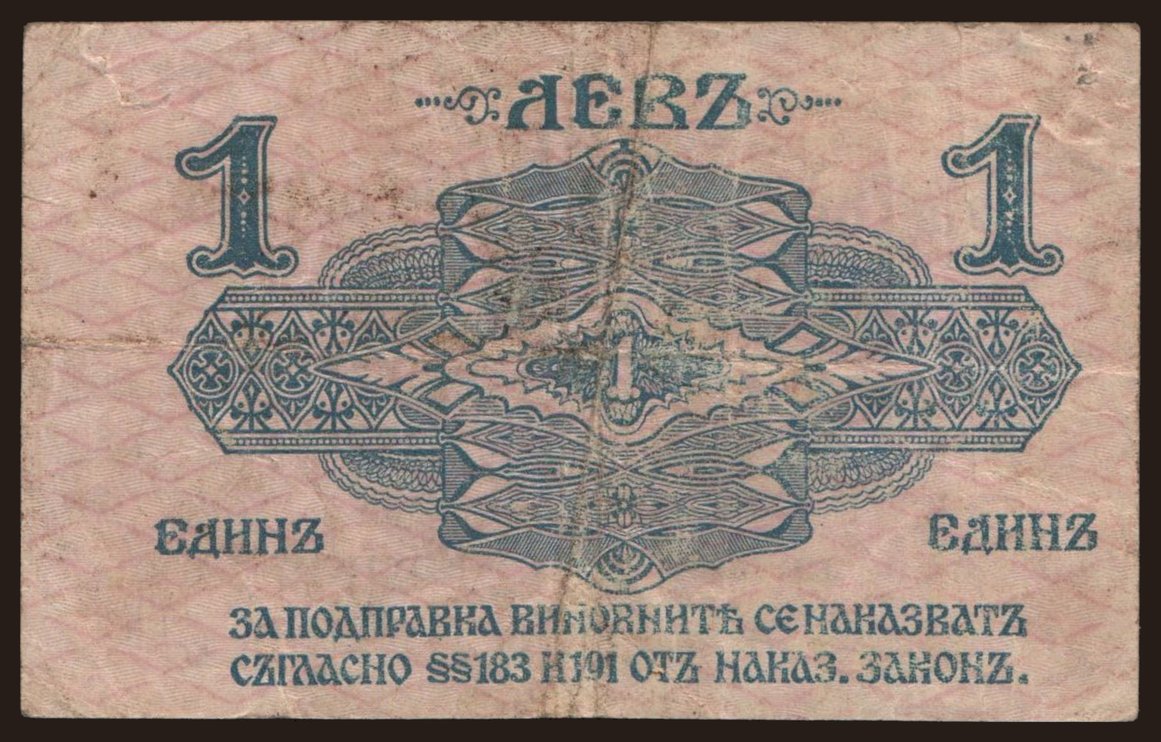 ЛЕВЪ
1 1
1
ЕДИНЪ ЕДИНЪ
ЗА ПОДПРАВКА ВИНОВНИТѢ СЕ НАКАЗВАТЪ
СЪГЛАСНО §§183 И 191 ОТЪ НАКАЗ. ЗАКОНЪ.